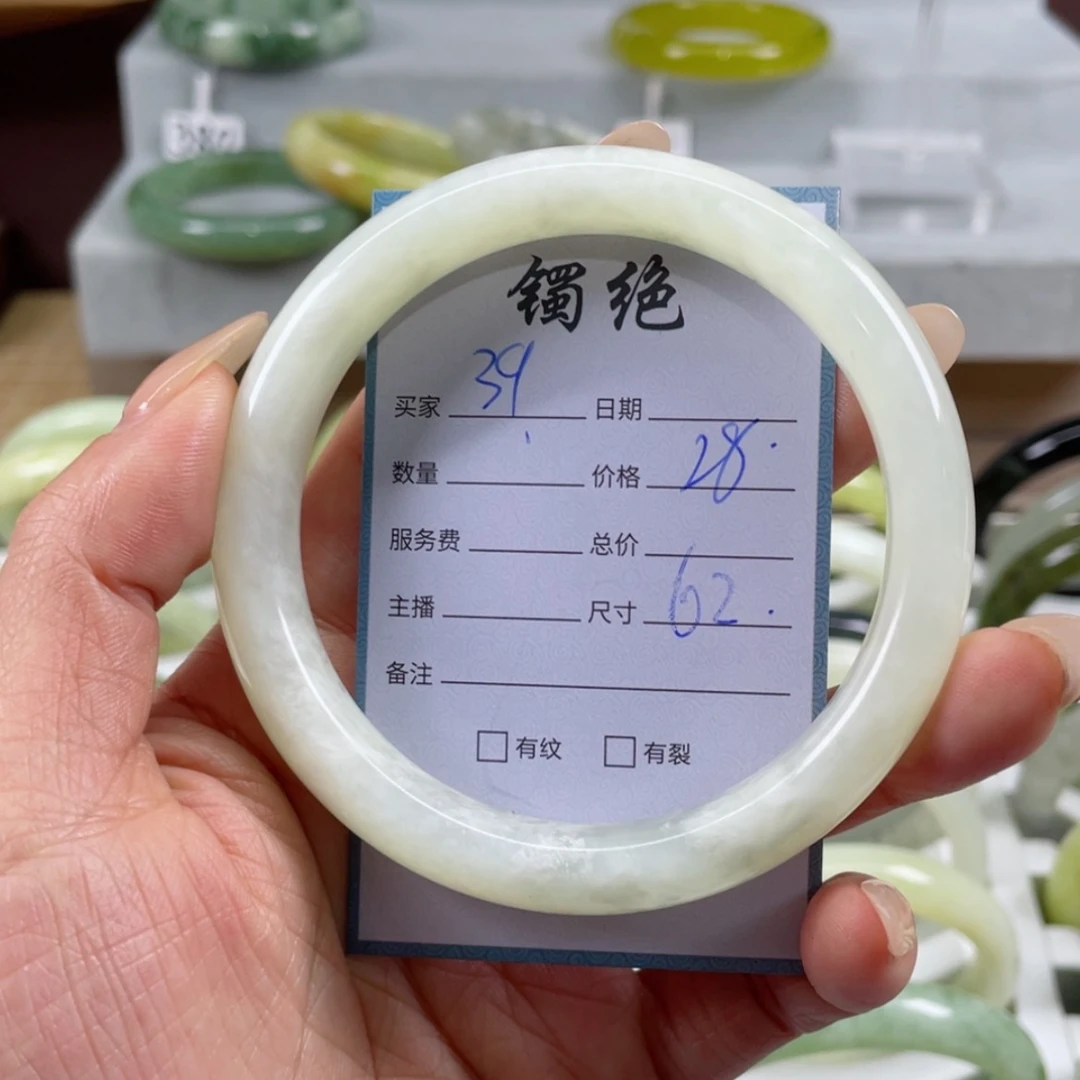 镯绝
买家 39 日期
数量 价格 28.
服务费 总价
主播 尺寸 62.
备注
□有纹 □有裂